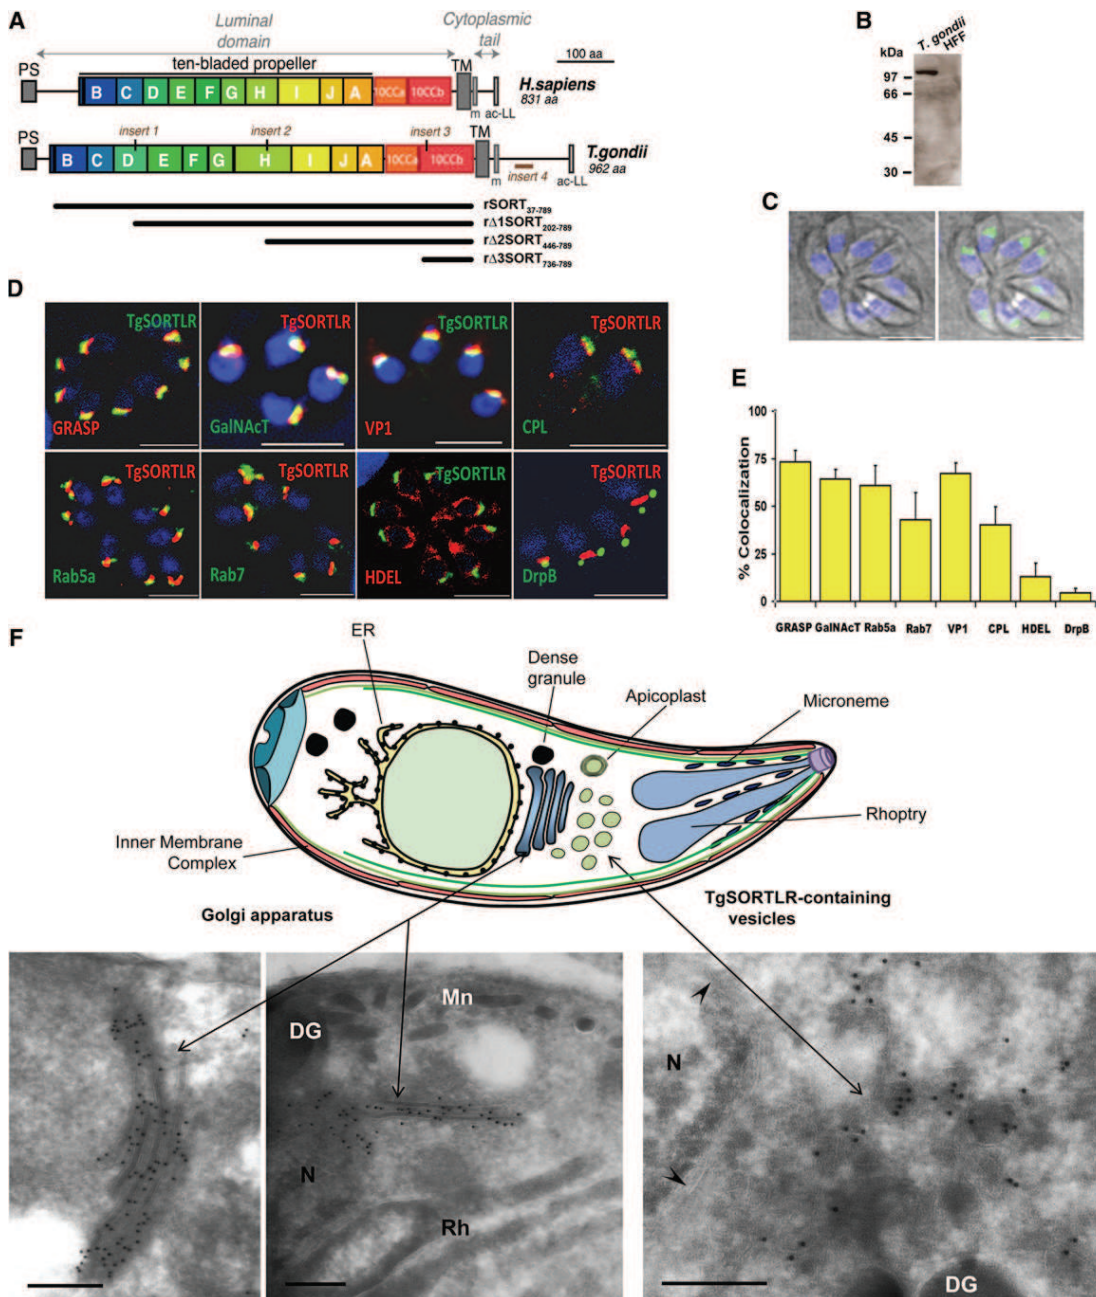 A
Luminal domain
Cytoplasmic tail
PS
ten-bladed propeller
TM
100 aa
B C D E F G H I J A 10CCa 10CCb
H.sapiens
831 aa
m
ac-LL
PS
insert 1
insert 2
insert 3
TM
B C D E F G H I J A 10CCa 10CCb
T.gondii
962 aa
m
insert 4
ac-LL
rSORT37-789
rΔ1SORT202-789
rΔ2SORT446-789
rΔ3SORT736-789
B
T. gondii
HFF
kDa
97
66
45
30
C
D
TgSORTLR
GRASP
TgSORTLR
GalNAcT
TgSORTLR
VP1
TgSORTLR
CPL
TgSORTLR
Rab5a
TgSORTLR
Rab7
TgSORTLR
HDEL
TgSORTLR
DrpB
E
% Colocalization
100
75
50
25
0
GRASP GalNAcT Rab5a Rab7 VP1 CPL HDEL DrpB
F
ER
Dense granule
Apicoplast
Microneme
Rhoptry
Inner Membrane Complex
Golgi apparatus
TgSORTLR-containing vesicles
Mn
DG
N
Rh
N
DG